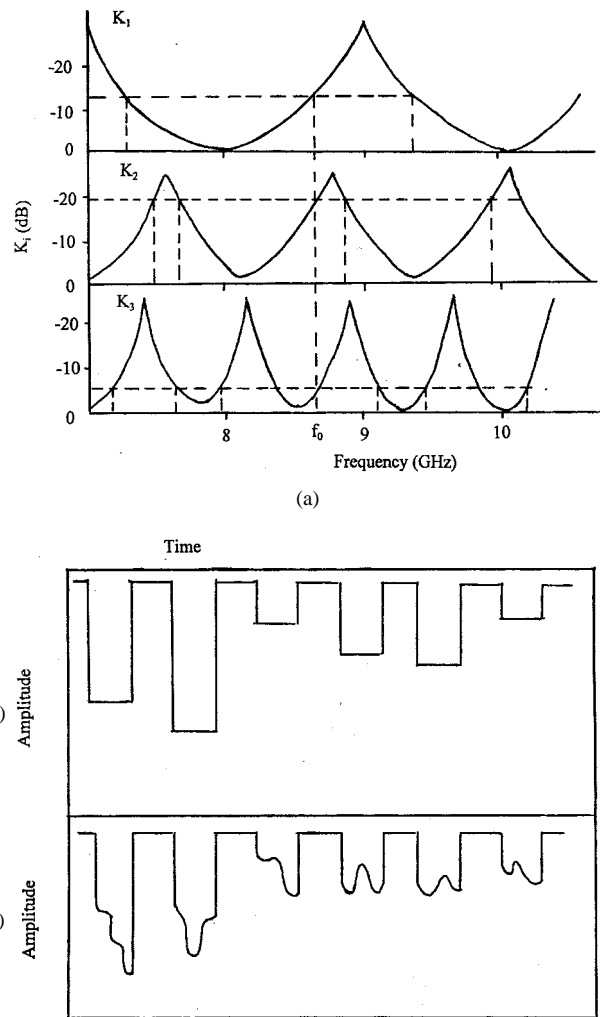 K1
-20
-10
0
K2
-20
-10
0
Ki (dB)
K3
-20
-10
0
8
f0
9
10
Frequency (GHz)
(a)
Time
)
Amplitude
)
Amplitude